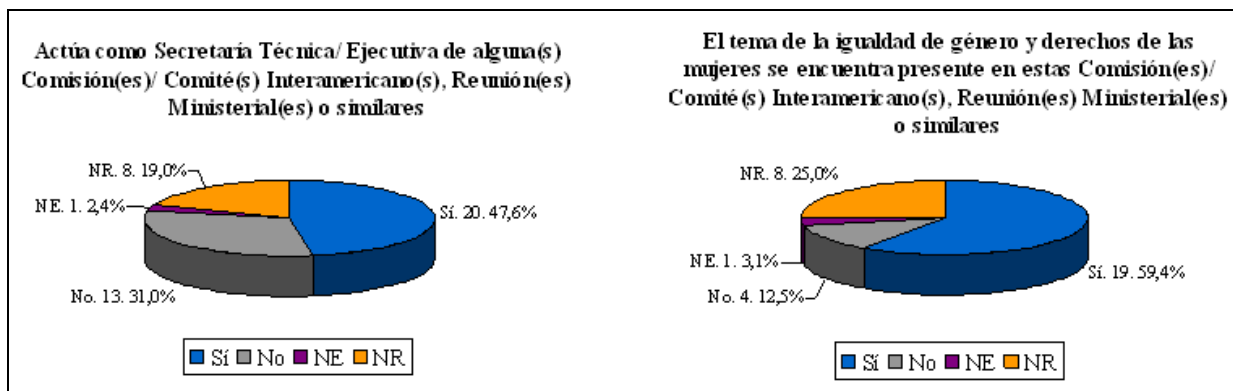 Actúa como Secretaría Técnica/ Ejecutiva de alguna(s)
Comisión(es)/ Comité(s) Interamericano(s), Reunión(es)
Ministerial(es) o similares
NR. 8. 19,0%
NE. 1. 2,4%
Sí. 20. 47,6%
No. 13. 31,0%
Sí No NE NR
El tema de la igualdad de género y derechos de las
mujeres se encuentra presente en estas Comisión(es)/
Comité(s) Interamericano(s), Reunión(es) Ministerial(es)
o similares
NR. 8. 25,0%
NE. 1. 3,1%
Sí. 19. 59,4%
No. 4. 12,5%
Sí No NE NR